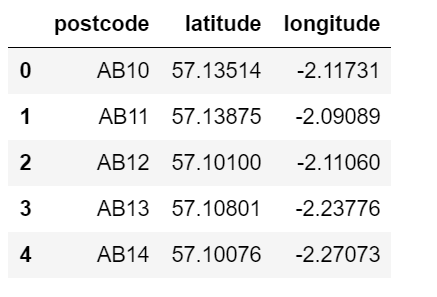 postcode latitude longitude
0 AB10 57.13514 -2.11731
1 AB11 57.13875 -2.09089
2 AB12 57.10100 -2.11060
3 AB13 57.10801 -2.23776
4 AB14 57.10076 -2.27073